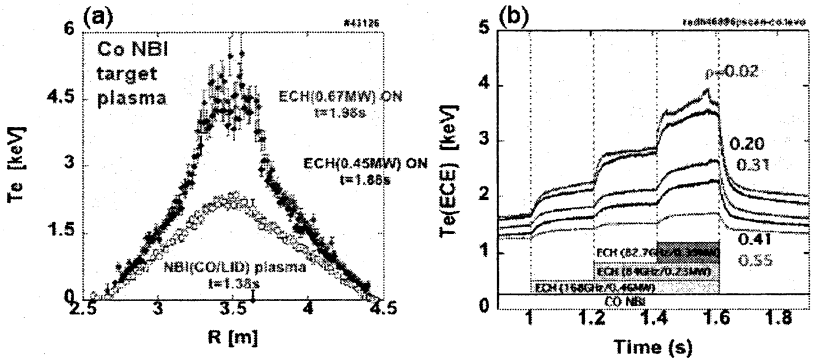 (a)
#43126
6
4.5
3
1.5
0
Te [keV]
Co NBI
target
plasma
ECH(0.67MW) ON
t=1.98s
ECH(0.45MW) ON
t=1.88s
NBI(CO/LID) plasma
t=1.38s
2.5 3 3.5 4 4.5
R [m]
(b)
5
4
3
2
1
0
Te(ECE) [keV]
ρ=0.02
0.20
0.31
0.41
0.55
ECH (82.7GHz/
ECH (84GHz/0.23MW)
ECH (168GHz/0.46MW)
CO NBI
1 1.2 1.4 1.6 1.8
Time (s)